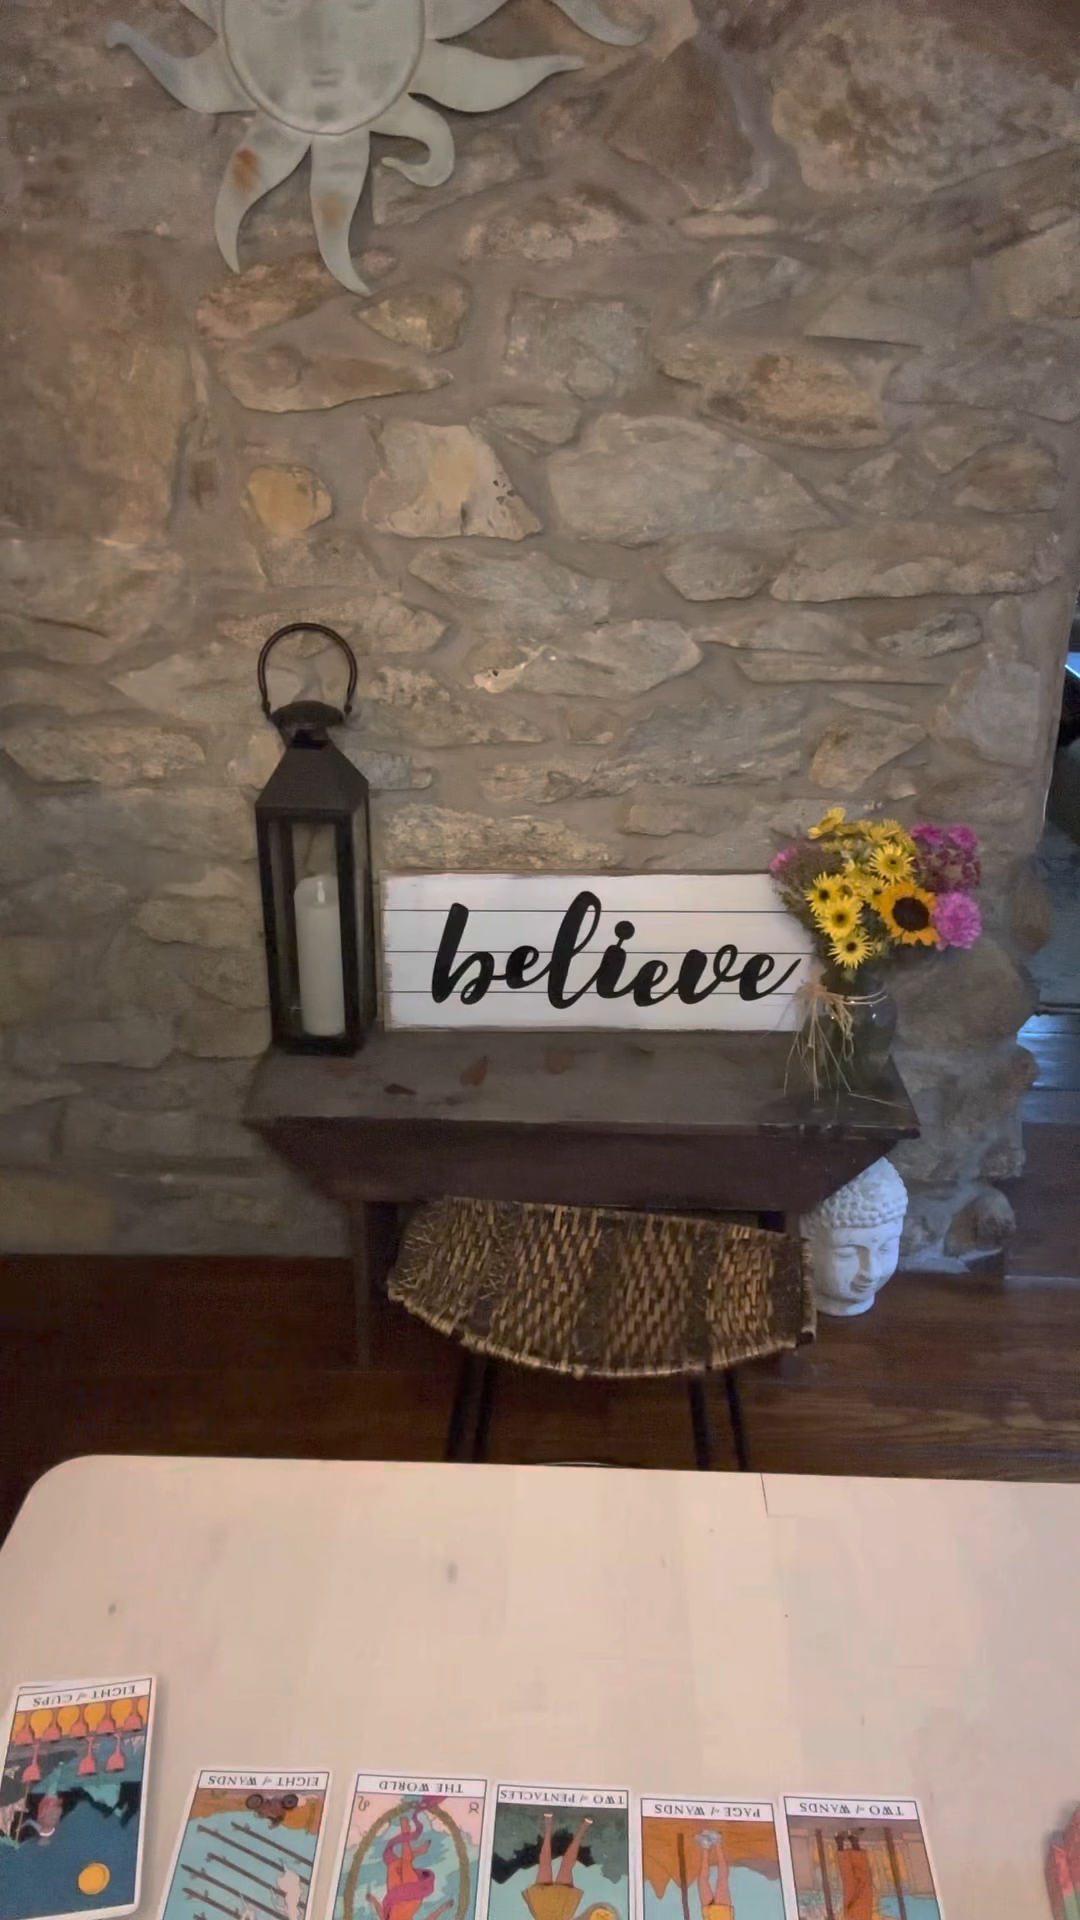 believe
EIGHT of CUPS
EIGHT of WANDS
THE WORLD
TWO of PENTACLES
PAGE of WANDS
TWO of WANDS